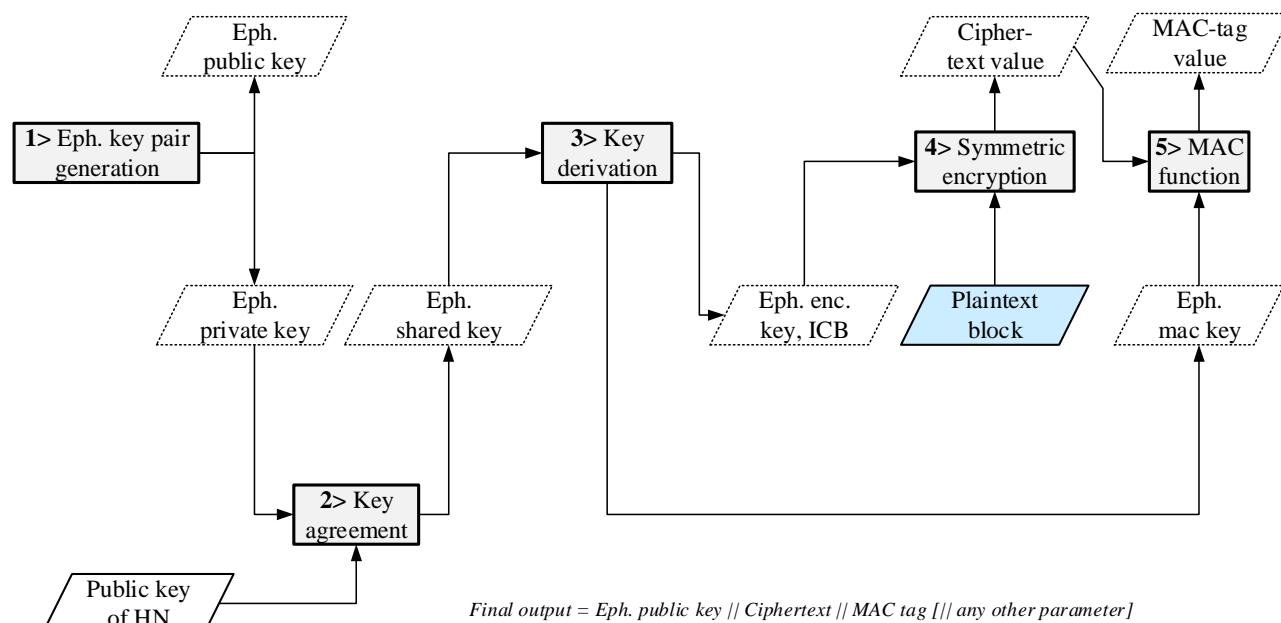 Eph.
public key
Cipher-
text value
MAC-tag
value
1> Eph. key pair
generation
3> Key
derivation
4> Symmetric
encryption
5> MAC
function
Eph.
private key
Eph.
shared key
Eph. enc.
key, ICB
Plaintext
block
Eph.
mac key
2> Key
agreement
Public key
of HN
Final output = Eph. public key || Ciphertext || MAC tag [|| any other parameter]